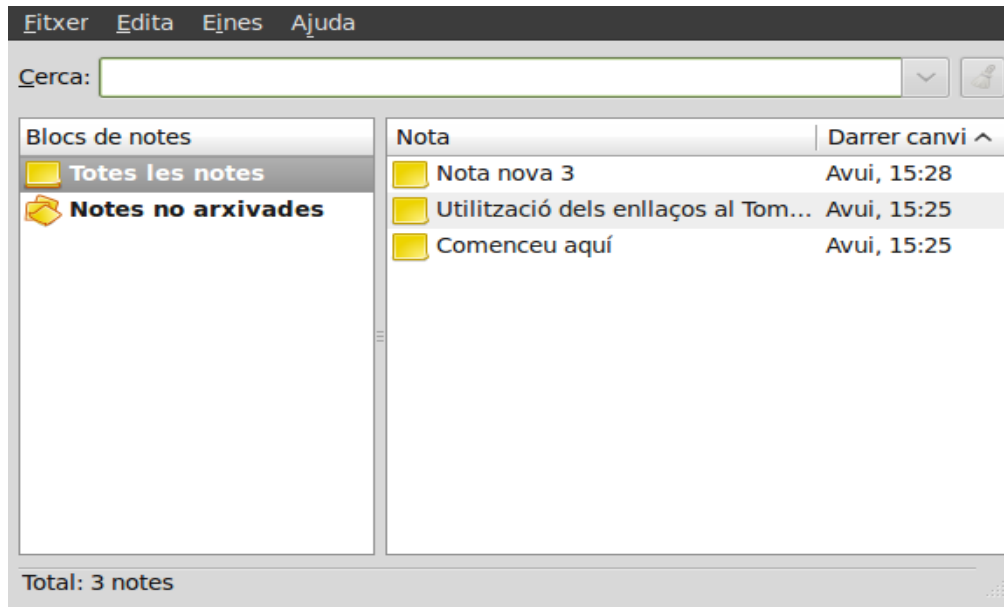 Fitxer Edita Eines Ajuda
Cerca:
Blocs de notes
Totes les notes
Notes no arxivades
Nota Darrer canvi
Nota nova 3 Avui, 15:28
Utilització dels enllaços al Tom... Avui, 15:25
Comenceu aquí Avui, 15:25
Total: 3 notes